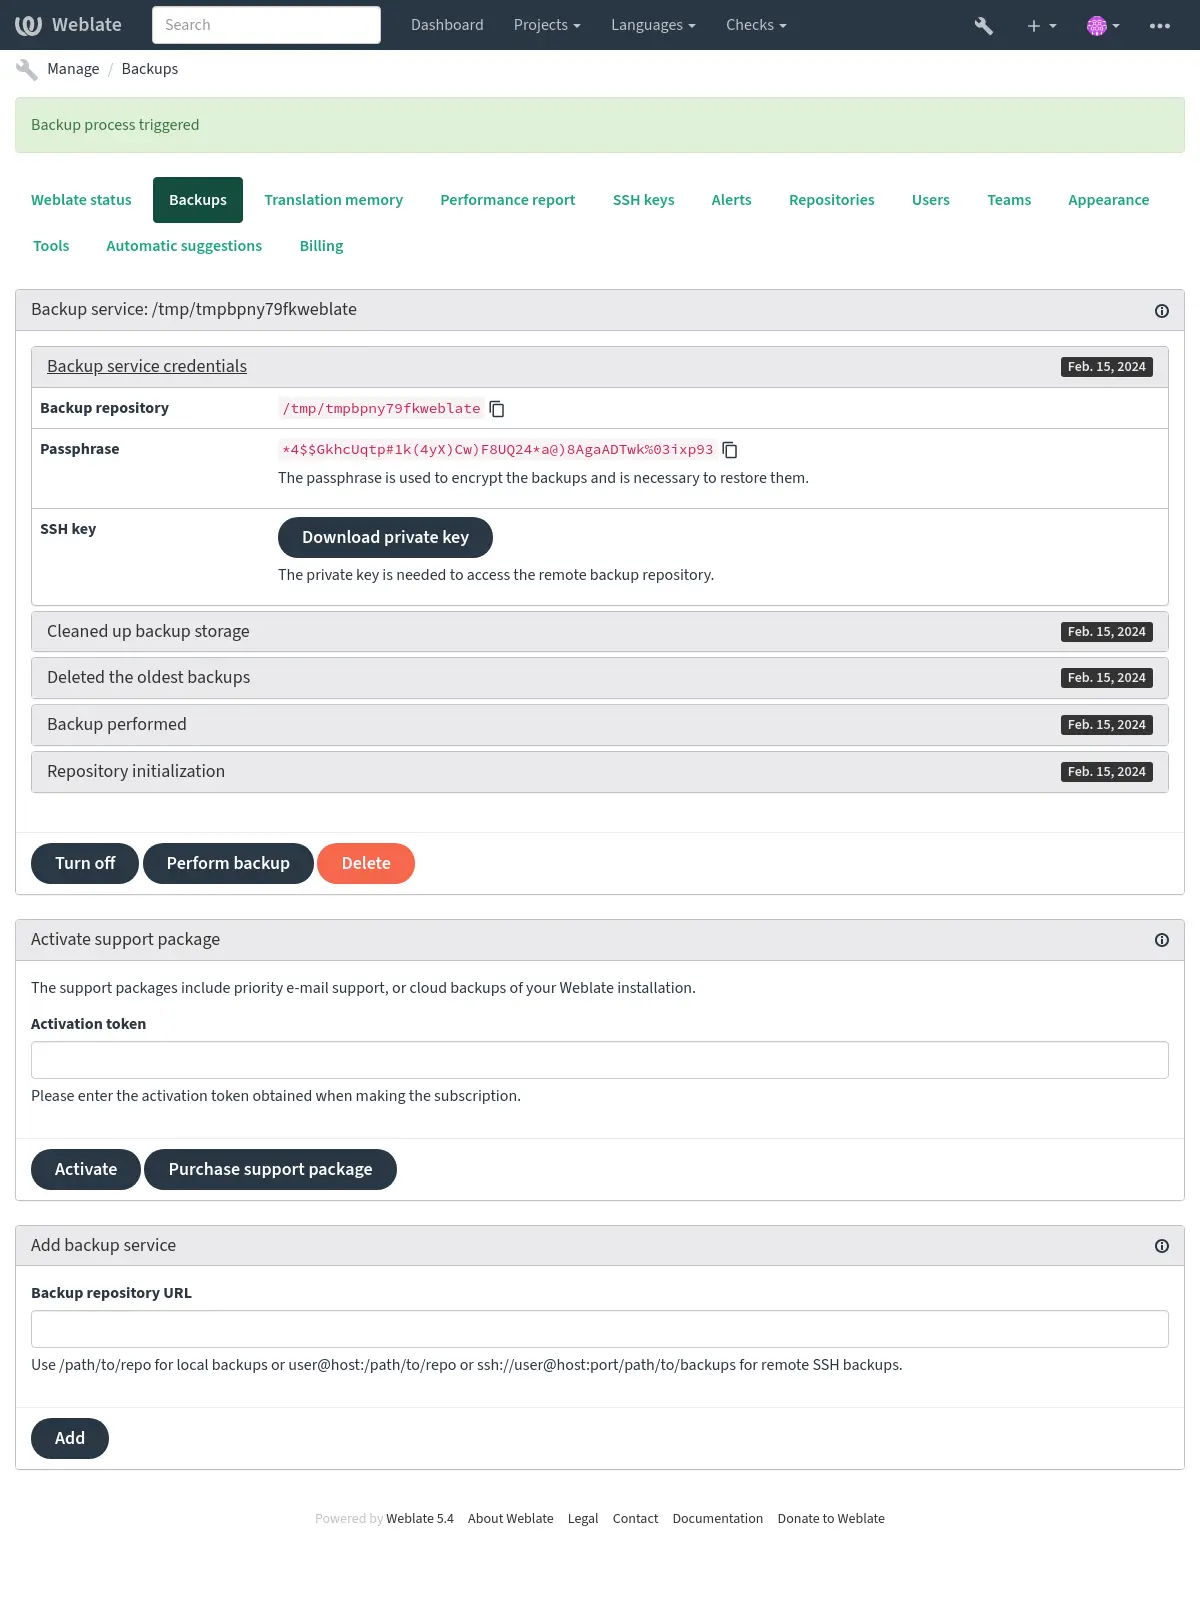 Weblate Search Dashboard Projects Languages Checks
Manage / Backups
Backup process triggered
Weblate status Backups Translation memory Performance report SSH keys Alerts Repositories Users Teams Appearance
Tools Automatic suggestions Billing
Backup service: /tmp/tmpbpny79fkweblate
Backup service credentials Feb. 15, 2024
Backup repository /tmp/tmpbpny79fkweblate
Passphrase *4$$GkhcUqtp#1k(4yX)Cw)F8UQ24*a@)8AgaADTwk%03ixp93
The passphrase is used to encrypt the backups and is necessary to restore them.
SSH key Download private key
The private key is needed to access the remote backup repository.
Cleaned up backup storage Feb. 15, 2024
Deleted the oldest backups Feb. 15, 2024
Backup performed Feb. 15, 2024
Repository initialization Feb. 15, 2024
Turn off Perform backup Delete
Activate support package
The support packages include priority e-mail support, or cloud backups of your Weblate installation.
Activation token
Please enter the activation token obtained when making the subscription.
Activate Purchase support package
Add backup service
Backup repository URL
Use /path/to/repo for local backups or user@host:/path/to/repo or ssh://user@host:port/path/to/backups for remote SSH backups.
Add
Powered by Weblate 5.4 About Weblate Legal Contact Documentation Donate to Weblate